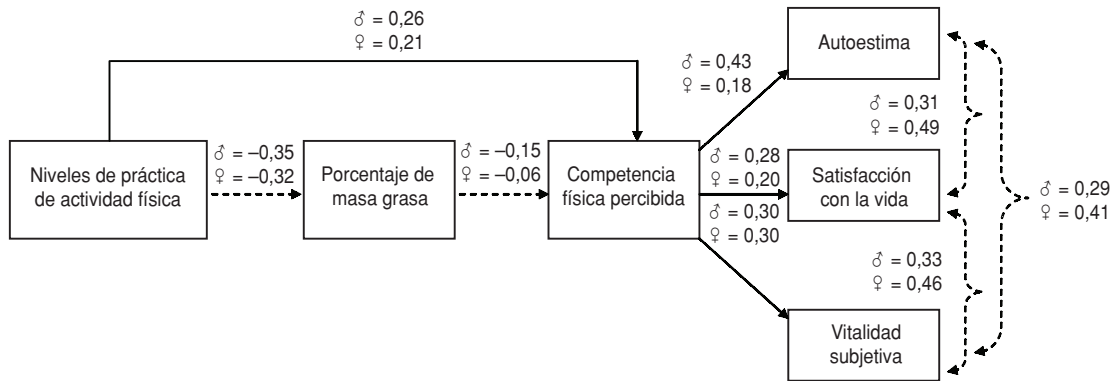 ♂ = 0,26
♀ = 0,21
Autoestima
♂ = 0,43
♀ = 0,18
♂ = 0,31
♀ = 0,49
Niveles de práctica
de actividad física
♂ = –0,35
♀ = –0,32
Porcentaje de
masa grasa
♂ = –0,15
♀ = –0,06
Competencia
física percibida
♂ = 0,28
♀ = 0,20
Satisfacción
con la vida
♂ = 0,29
♀ = 0,41
♂ = 0,30
♀ = 0,30
♂ = 0,33
♀ = 0,46
Vitalidad
subjetiva